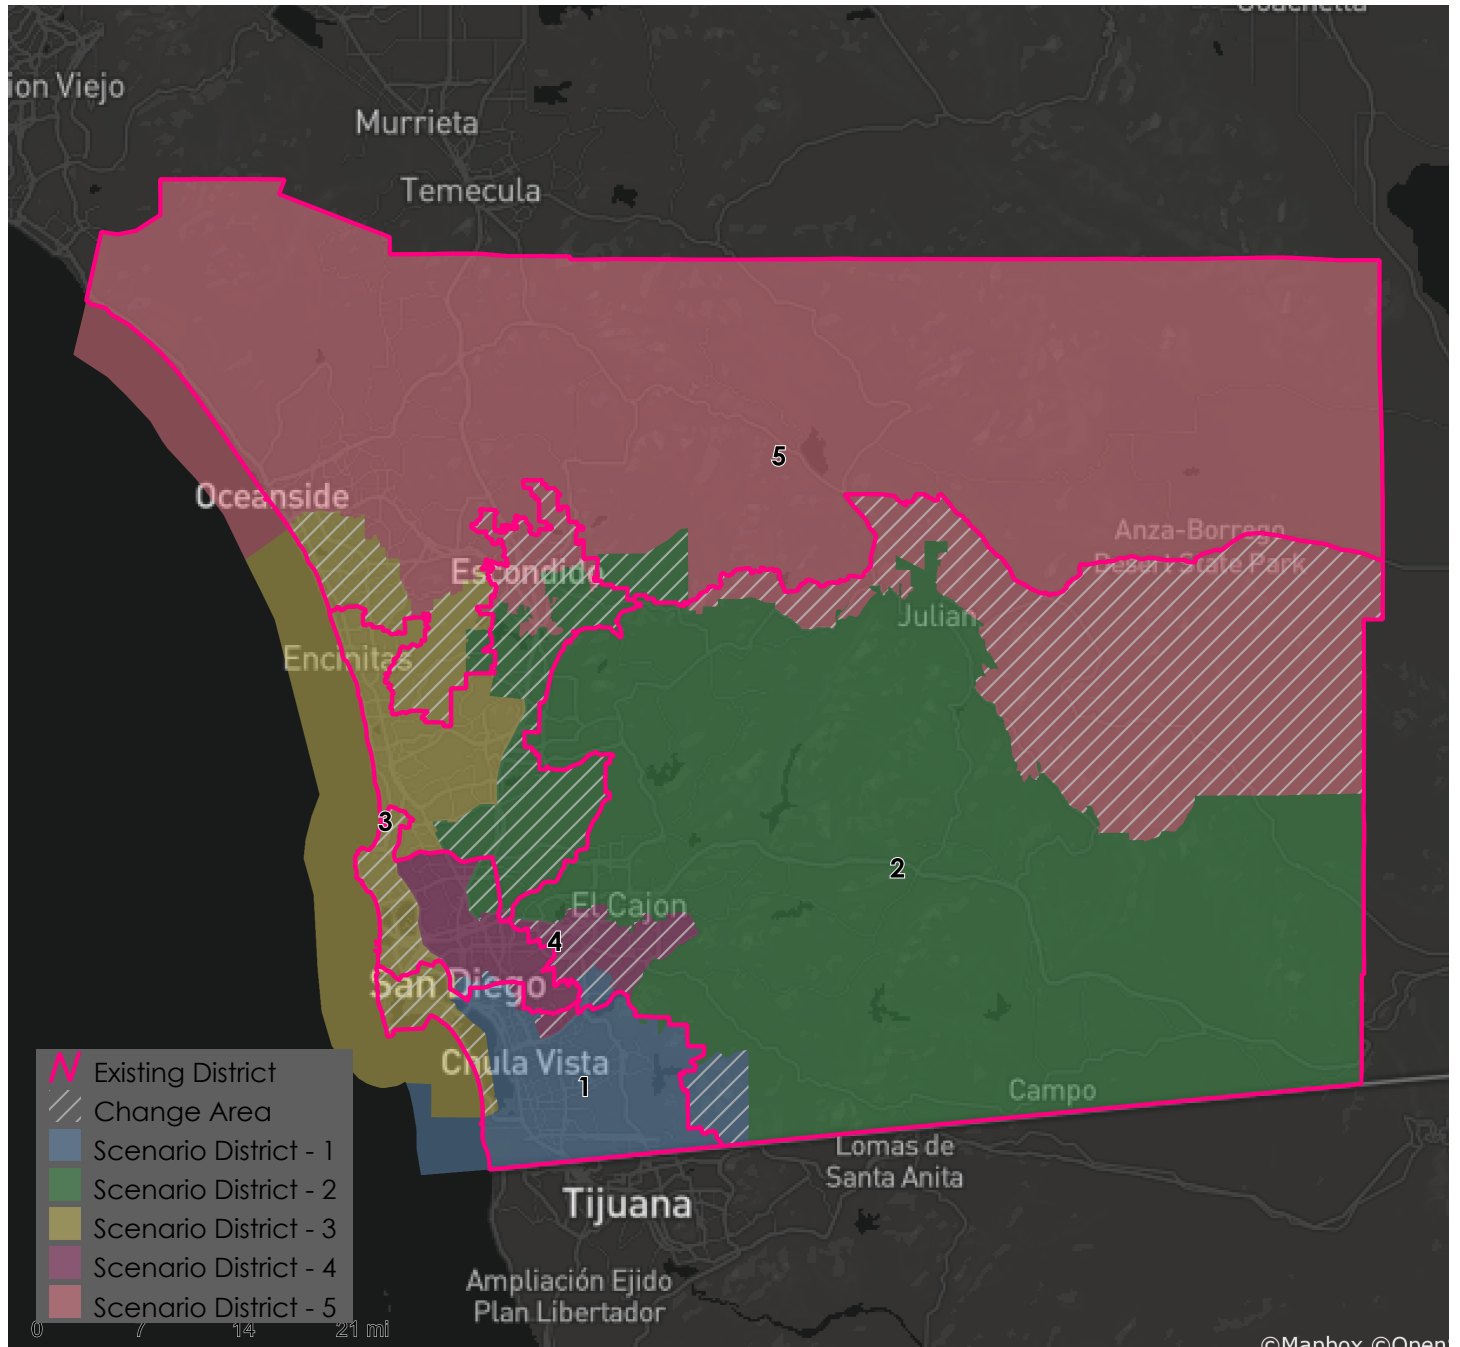 Coachella
ion Viejo
Murrieta
Temecula
5
Oceanside
Anza-Borrego
Desert State Park
Escondido
Julian
Encinitas
3
2
El Cajon
4
San Diego
Chula Vista
1
Campo
Existing District
Change Area
Scenario District - 1
Scenario District - 2
Scenario District - 3
Scenario District - 4
Scenario District - 5
0 7 14 21 mi
Lomas de
Santa Anita
Tijuana
Ampliación Ejido
Plan Libertador
©Mapbox ©Open